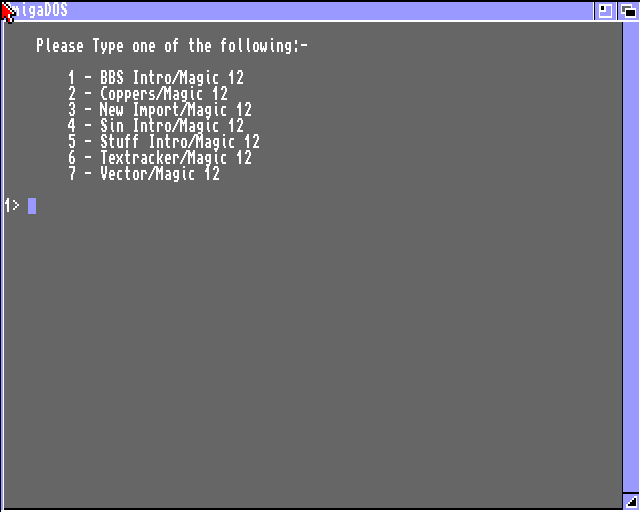 AmigaDOS
Please Type one of the following:-
1 - BBS Intro/Magic 12
2 - Coppers/Magic 12
3 - New Import/Magic 12
4 - Sin Intro/Magic 12
5 - Stuff Intro/Magic 12
6 - Textracker/Magic 12
7 - Vector/Magic 12
1>